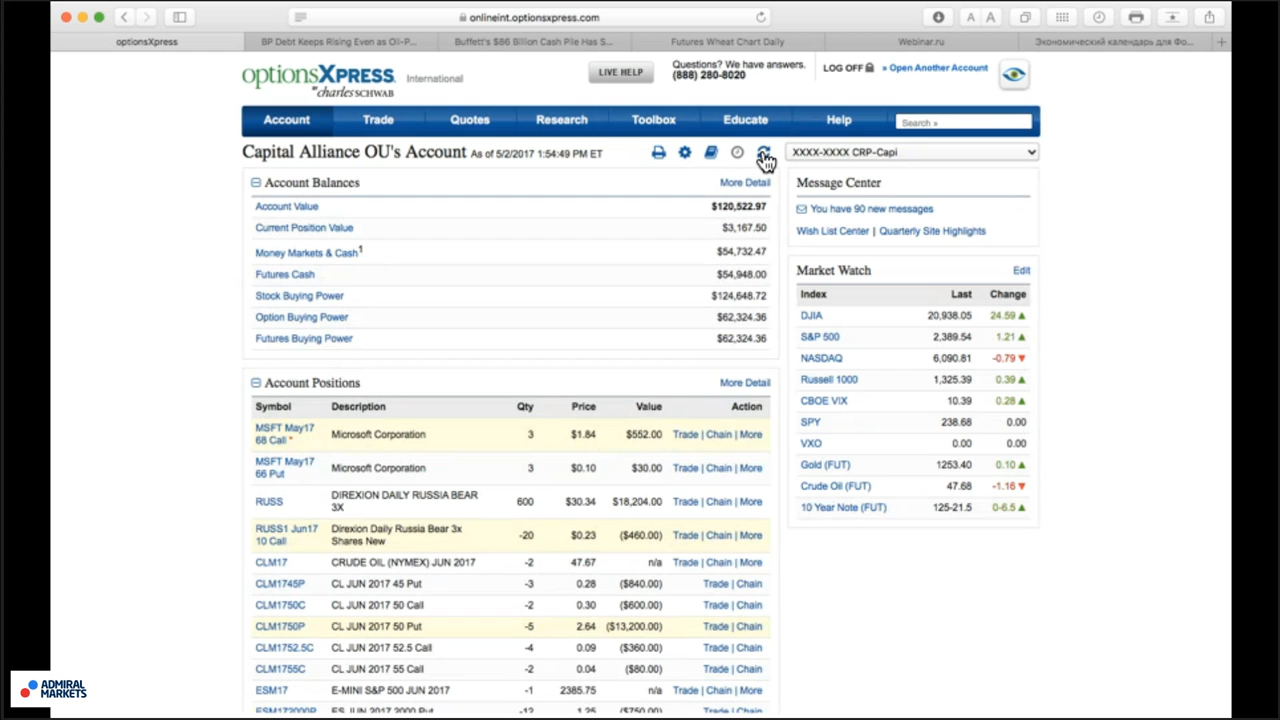 onlineint.optionsxpress.com
A A
optionsXpress
BP Debt Keeps Rising Even as Oil-P...
Buffett's $86 Billion Cash Pile Has S...
Futures Wheat Chart Daily
Webinar.ru
Экономический календарь для Фо...
optionsXPRESS International
by charles SCHWAB
LIVE HELP
Questions? We have answers.
(888) 280-8020
LOG OFF » Open Another Account
Account Trade Quotes Research Toolbox Educate Help Search »
Capital Alliance OU's Account As of 5/2/2017 1:54:49 PM ET
XXXX-XXXX CRP-Capi
Account Balances More Detail
Account Value $120,522.97
Current Position Value $3,167.50
Money Markets & Cash1 $54,732.47
Futures Cash $54,948.00
Stock Buying Power $124,648.72
Option Buying Power $62,324.36
Futures Buying Power $62,324.36
Message Center
You have 90 new messages
Wish List Center | Quarterly Site Highlights
Market Watch Edit
Index Last Change
DJIA 20,938.05 24.59
S&P 500 2,389.54 1.21
NASDAQ 6,090.81 -0.79
Russell 1000 1,325.39 0.39
CBOE VIX 10.39 0.28
SPY 238.68 0.00
VXO 0.00 0.00
Gold (FUT) 1253.40 0.10
Crude Oil (FUT) 47.68 -1.16
10 Year Note (FUT) 125-21.5 0-6.5
Account Positions More Detail
Symbol Description Qty Price Value Action
MSFT May17 68 Call * Microsoft Corporation 3 $1.84 $552.00 Trade | Chain | More
MSFT May17 66 Put Microsoft Corporation 3 $0.10 $30.00 Trade | Chain | More
RUSS DIREXION DAILY RUSSIA BEAR 3X 600 $30.34 $18,204.00 Trade | Chain | More
RUSS1 Jun17 10 Call Direxion Daily Russia Bear 3x Shares New -20 $0.23 ($460.00) Trade | Chain | More
CLM17 CRUDE OIL (NYMEX) JUN 2017 -2 47.67 n/a Trade | Chain | More
CLM1745P CL JUN 2017 45 Put -3 0.28 ($840.00) Trade | Chain
CLM1750C CL JUN 2017 50 Call -2 0.30 ($600.00) Trade | Chain
CLM1750P CL JUN 2017 50 Put -5 2.64 ($13,200.00) Trade | Chain
CLM1752.5C CL JUN 2017 52.5 Call -4 0.09 ($360.00) Trade | Chain
CLM1755C CL JUN 2017 55 Call -2 0.04 ($80.00) Trade | Chain
ESM17 E-MINI S&P 500 JUN 2017 -1 2385.75 n/a Trade | Chain | More
ESM172000P ES JUN 2017 2000 Put -12 1.25 ($750.00) Trade | Chain
ADMIRAL
MARKETS